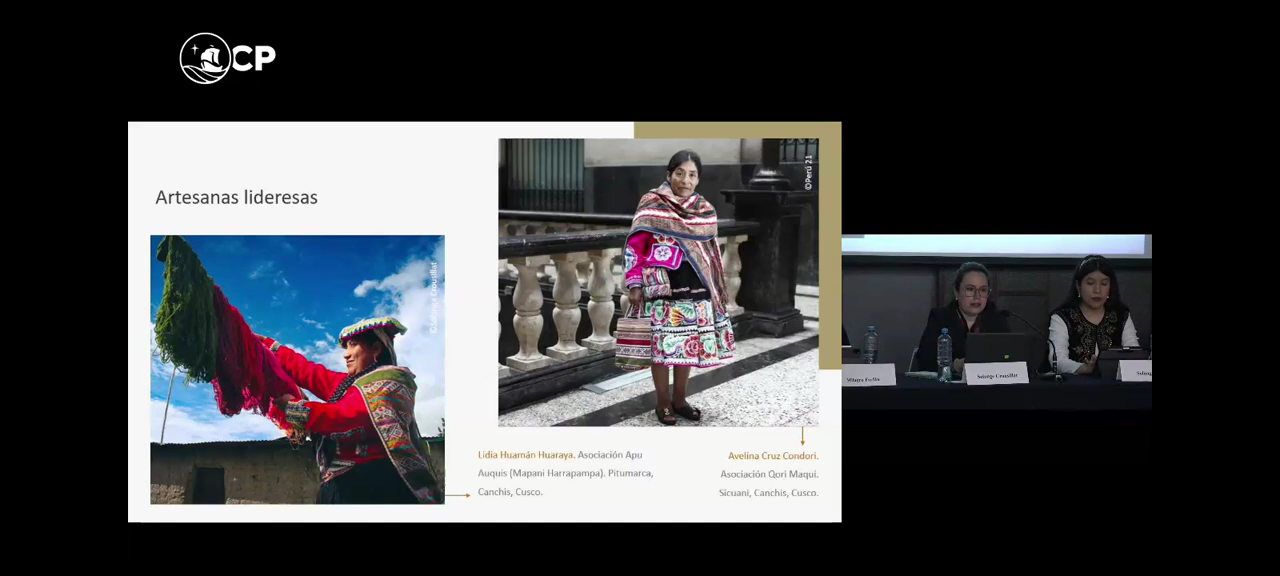 CP
Artesanas lideresas
©Perú 21
Lidia Huamán Huaraya. Asociación Apu
Auquis (Mapani Harrapampa). Pitumarca,
Canchis, Cusco.
Avelina Cruz Condori.
Asociación Qori Maqui.
Sicuani, Canchis, Cusco.